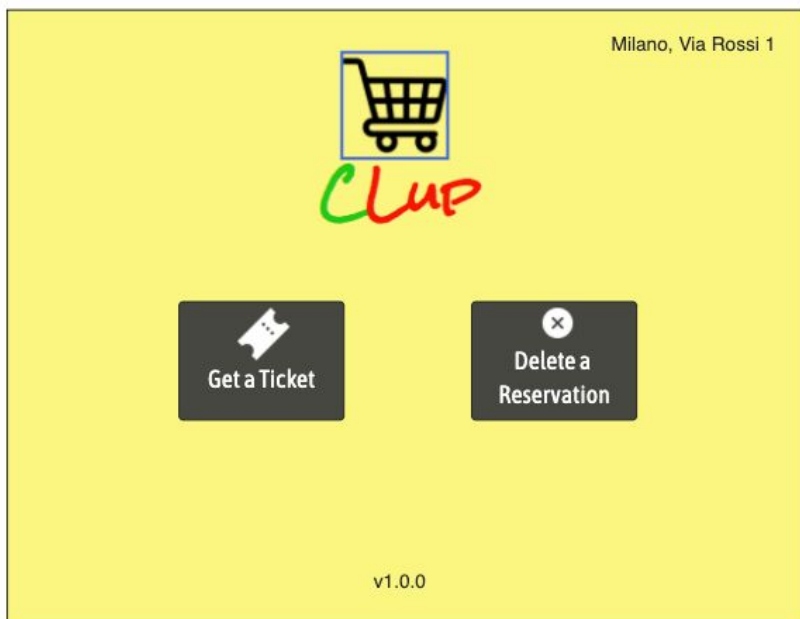 Milano, Via Rossi 1
CLup
Get a Ticket
Delete a
Reservation
v1.0.0